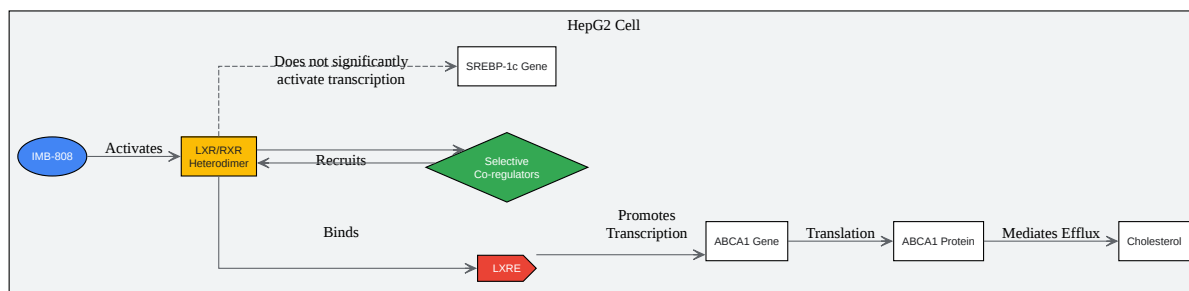 HepG2 Cell
Does not significantly
activate transcription
SREBP-1c Gene
IMB-808
Activates
LXR/RXR
Heterodimer
Recruits
Selective
Co-regulators
Binds
LXRE
Promotes
Transcription
ABCA1 Gene
Translation
ABCA1 Protein
Mediates Efflux
Cholesterol